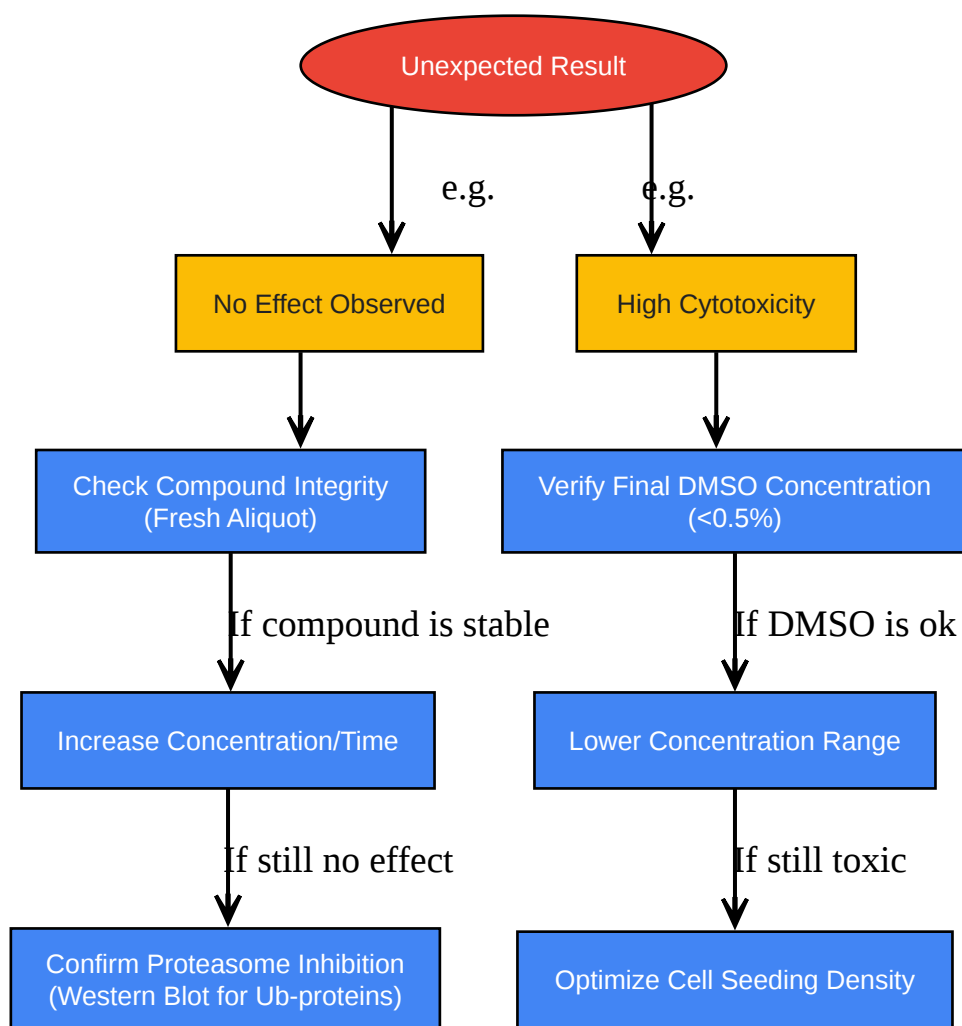 Unexpected Result
e.g.
e.g.
No Effect Observed
High Cytotoxicity
Check Compound Integrity
(Fresh Aliquot)
Verify Final DMSO Concentration
(<0.5%)
If compound is stable
If DMSO is ok
Increase Concentration/Time
Lower Concentration Range
If still no effect
If still toxic
Confirm Proteasome Inhibition
(Western Blot for Ub-proteins)
Optimize Cell Seeding Density